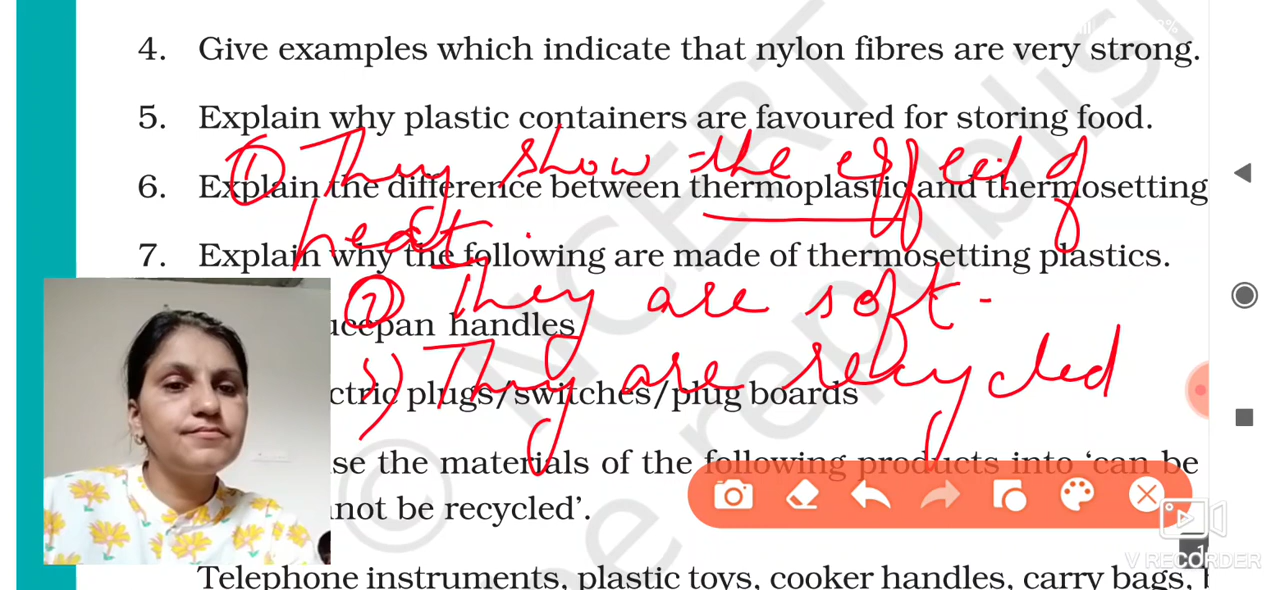 4. Give examples which indicate that nylon fibres are very strong.
5. Explain why plastic containers are favoured for storing food.
① They show the effect of
6. Explain the difference between thermoplastic and thermosetting
heat.
7. Explain why the following are made of thermosetting plastics.
② They are soft.
ucepan handles
3) They are recycled
ctric plugs/switches/plug boards
se the materials of the following products into ‘can be
not be recycled’.
Telephone instruments, plastic toys, cooker handles, carry bags,
© NCERT
be republish
V RECORDER